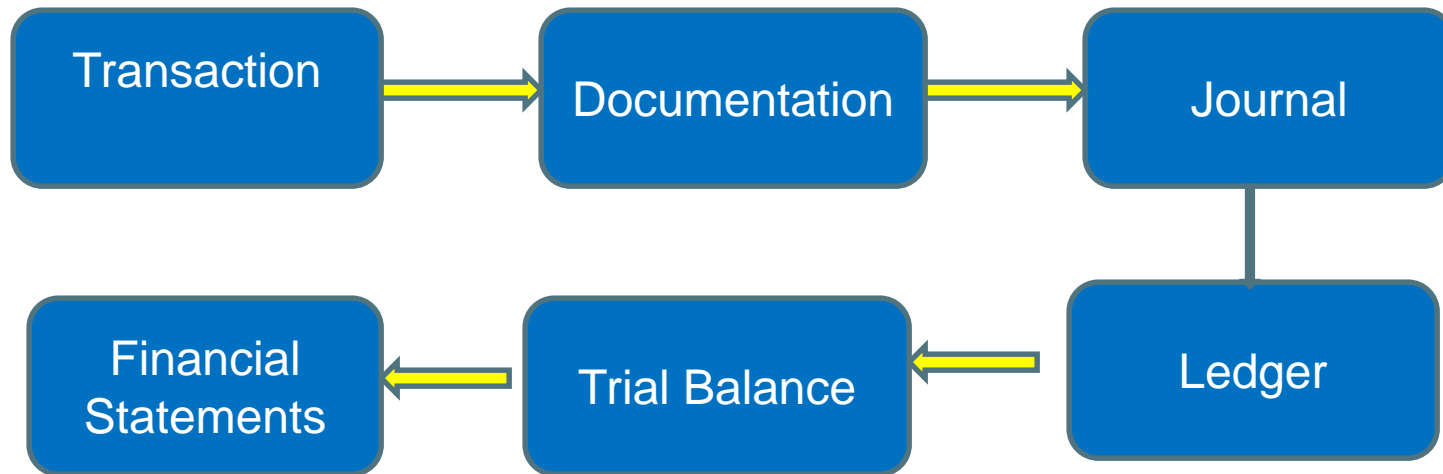 Transaction
Documentation
Journal
Ledger
Trial Balance
Financial
Statements